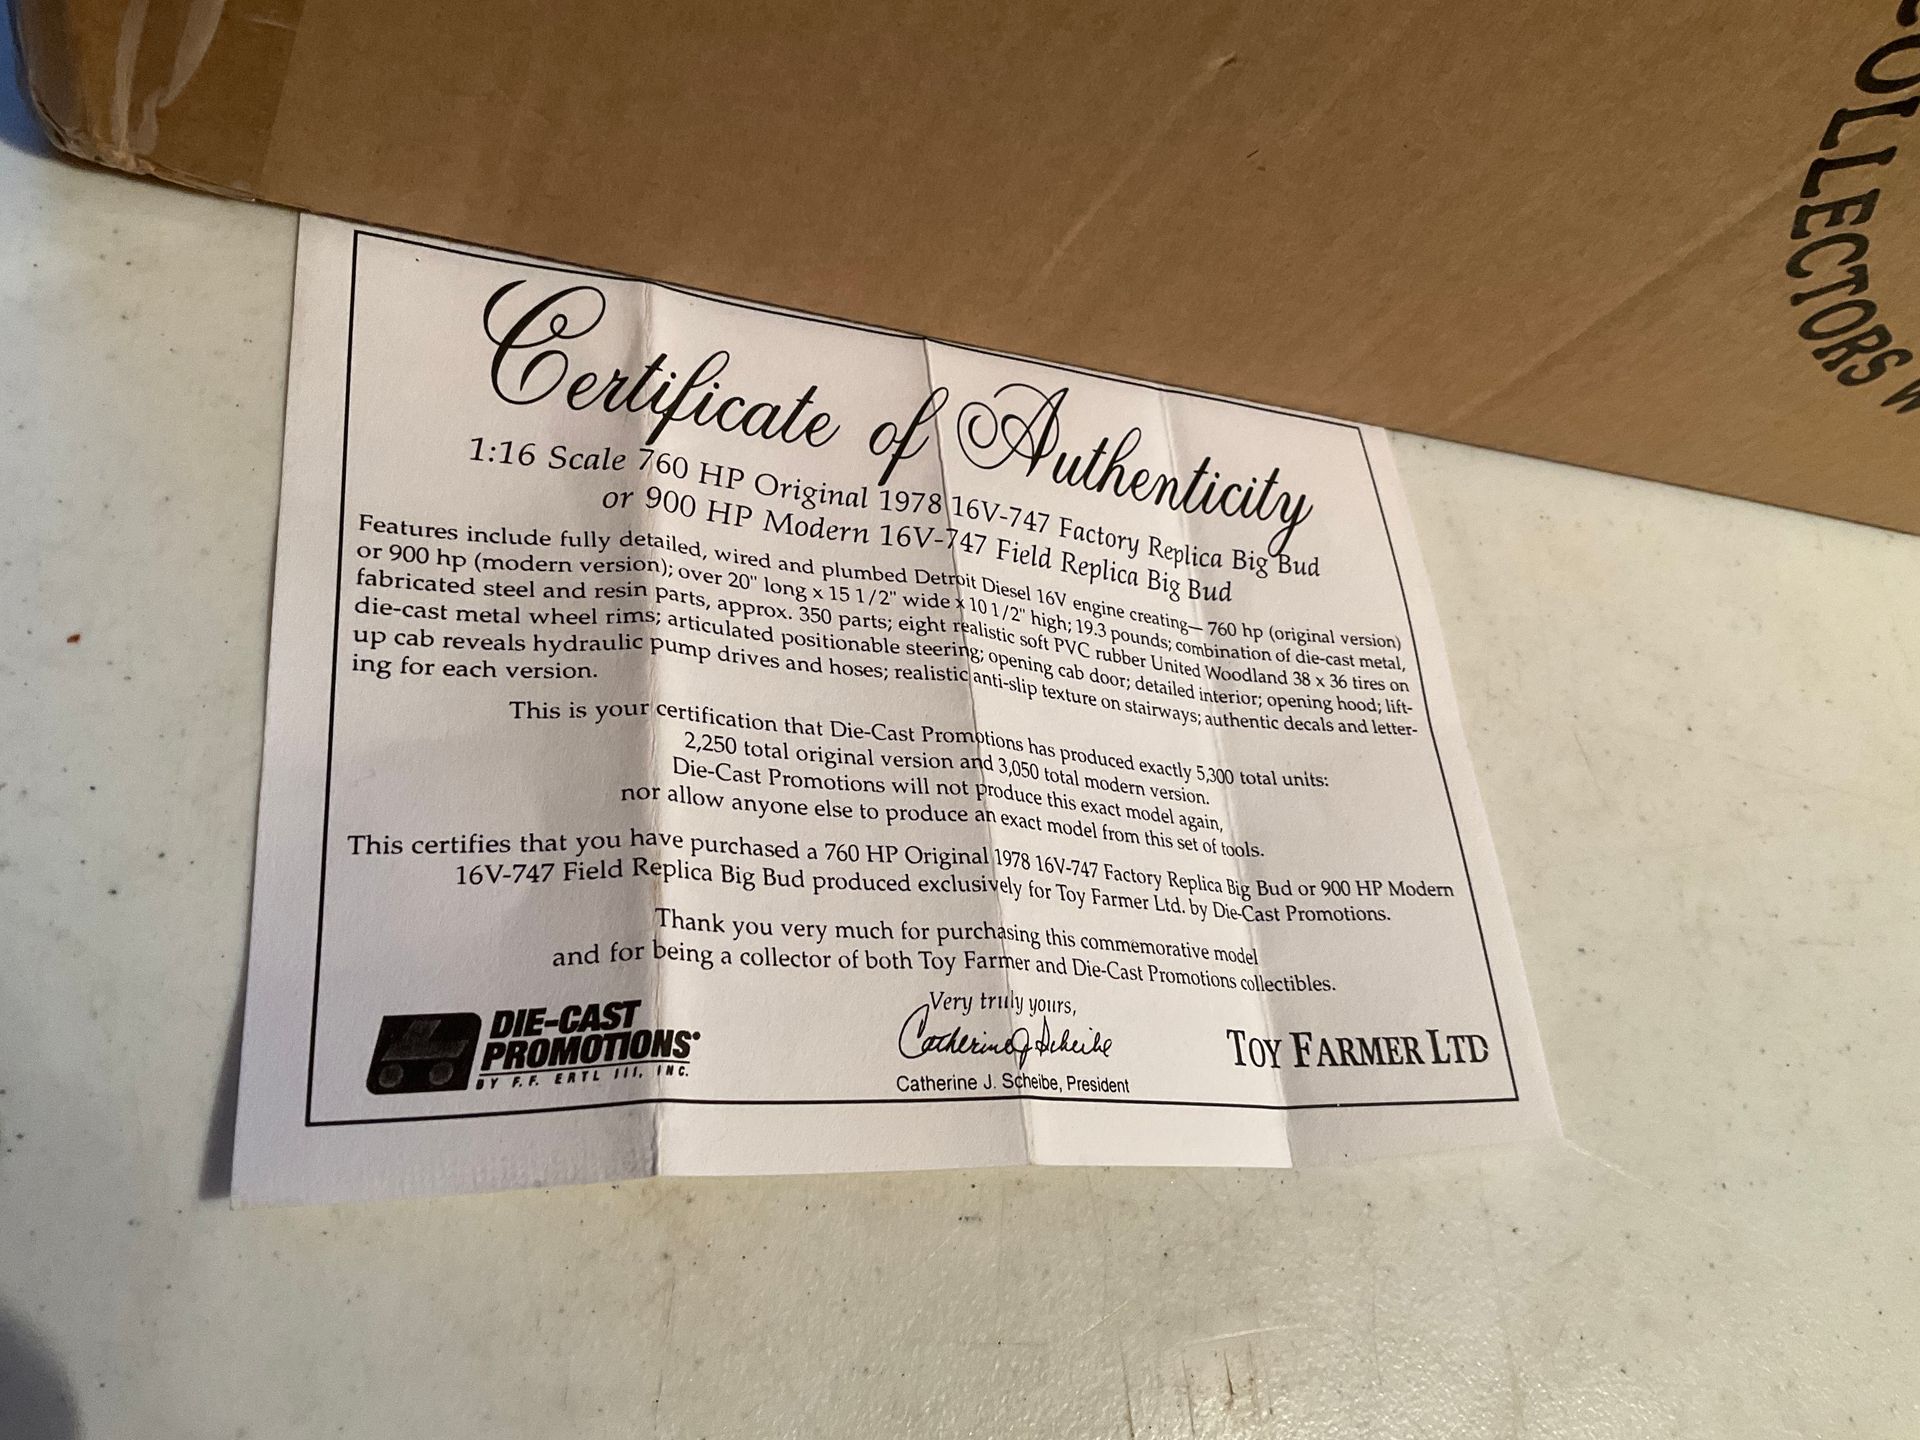 COLLECTORS W
Certificate of Authenticity
1:16 Scale 760 HP Original 1978 16V-747 Factory Replica Big Bud
or 900 HP Modern 16V-747 Field Replica Big Bud
Features include fully detailed, wired and plumbed Detroit Diesel 16V engine creating— 760 hp (original version)
or 900 hp (modern version); over 20" long x 15 1/2" wide x 10 1/2" high; 19.3 pounds; combination of die-cast metal,
fabricated steel and resin parts, approx. 350 parts; eight realistic soft PVC rubber United Woodland 38 x 36 tires on
die-cast metal wheel rims; articulated positionable steering; opening cab door; detailed interior; opening hood; lift-
up cab reveals hydraulic pump drives and hoses; realistic anti-slip texture on stairways; authentic decals and letter-
ing for each version.
This is your certification that Die-Cast Promotions has produced exactly 5,300 total units:
2,250 total original version and 3,050 total modern version.
Die-Cast Promotions will not produce this exact model again,
nor allow anyone else to produce an exact model from this set of tools.
This certifies that you have purchased a 760 HP Original 1978 16V-747 Factory Replica Big Bud or 900 HP Modern
16V-747 Field Replica Big Bud produced exclusively for Toy Farmer Ltd. by Die-Cast Promotions.
Thank you very much for purchasing this commemorative model
and for being a collector of both Toy Farmer and Die-Cast Promotions collectibles.
Very truly yours,
Catherine J Scheibe
Catherine J. Scheibe, President
DIE-CAST
PROMOTIONS
BY F.F. ERTL III, INC.
TOY FARMER LTD